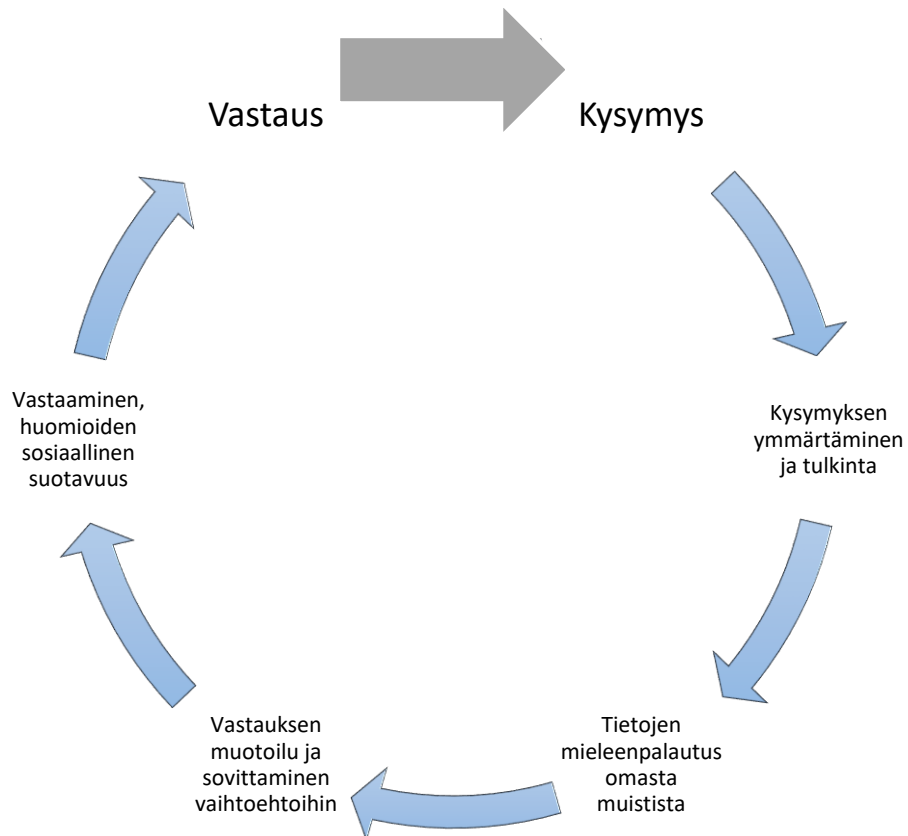 Vastaus
Kysymys
Kysymyksen
ymmärtäminen
ja tulkinta
Tietojen
mieleenpalautus
omasta
muistista
Vastauksen
muotoilu ja
sovittaminen
vaihtoehtoihin
Vastaaminen,
huomioiden
sosiaallinen
suotavuus